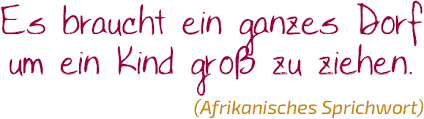 Es braucht ein ganzes Dorf
um ein Kind groß zu ziehen.
(Afrikanisches Sprichwort)